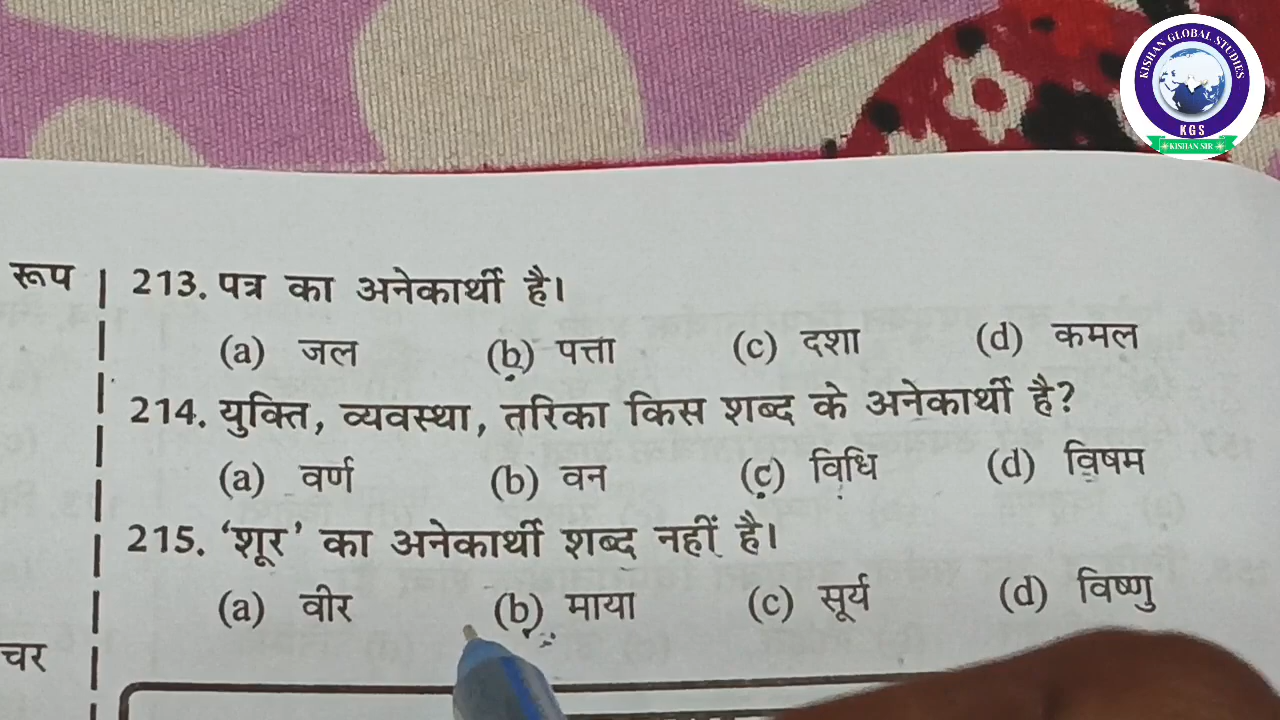 KISHAN GLOBAL STUDIES
KGS
KISHAN SIR
रूप
213. पत्र का अनेकार्थी है।
(a) जल (b) पत्ता (c) दशा (d) कमल
214. युक्ति, व्यवस्था, तरिका किस शब्द के अनेकार्थी है?
(a) वर्ण (b) वन (c) विधि (d) विषम
215. ‘शूर’ का अनेकार्थी शब्द नहीं है।
(a) वीर (b) माया (c) सूर्य (d) विष्णु
चर